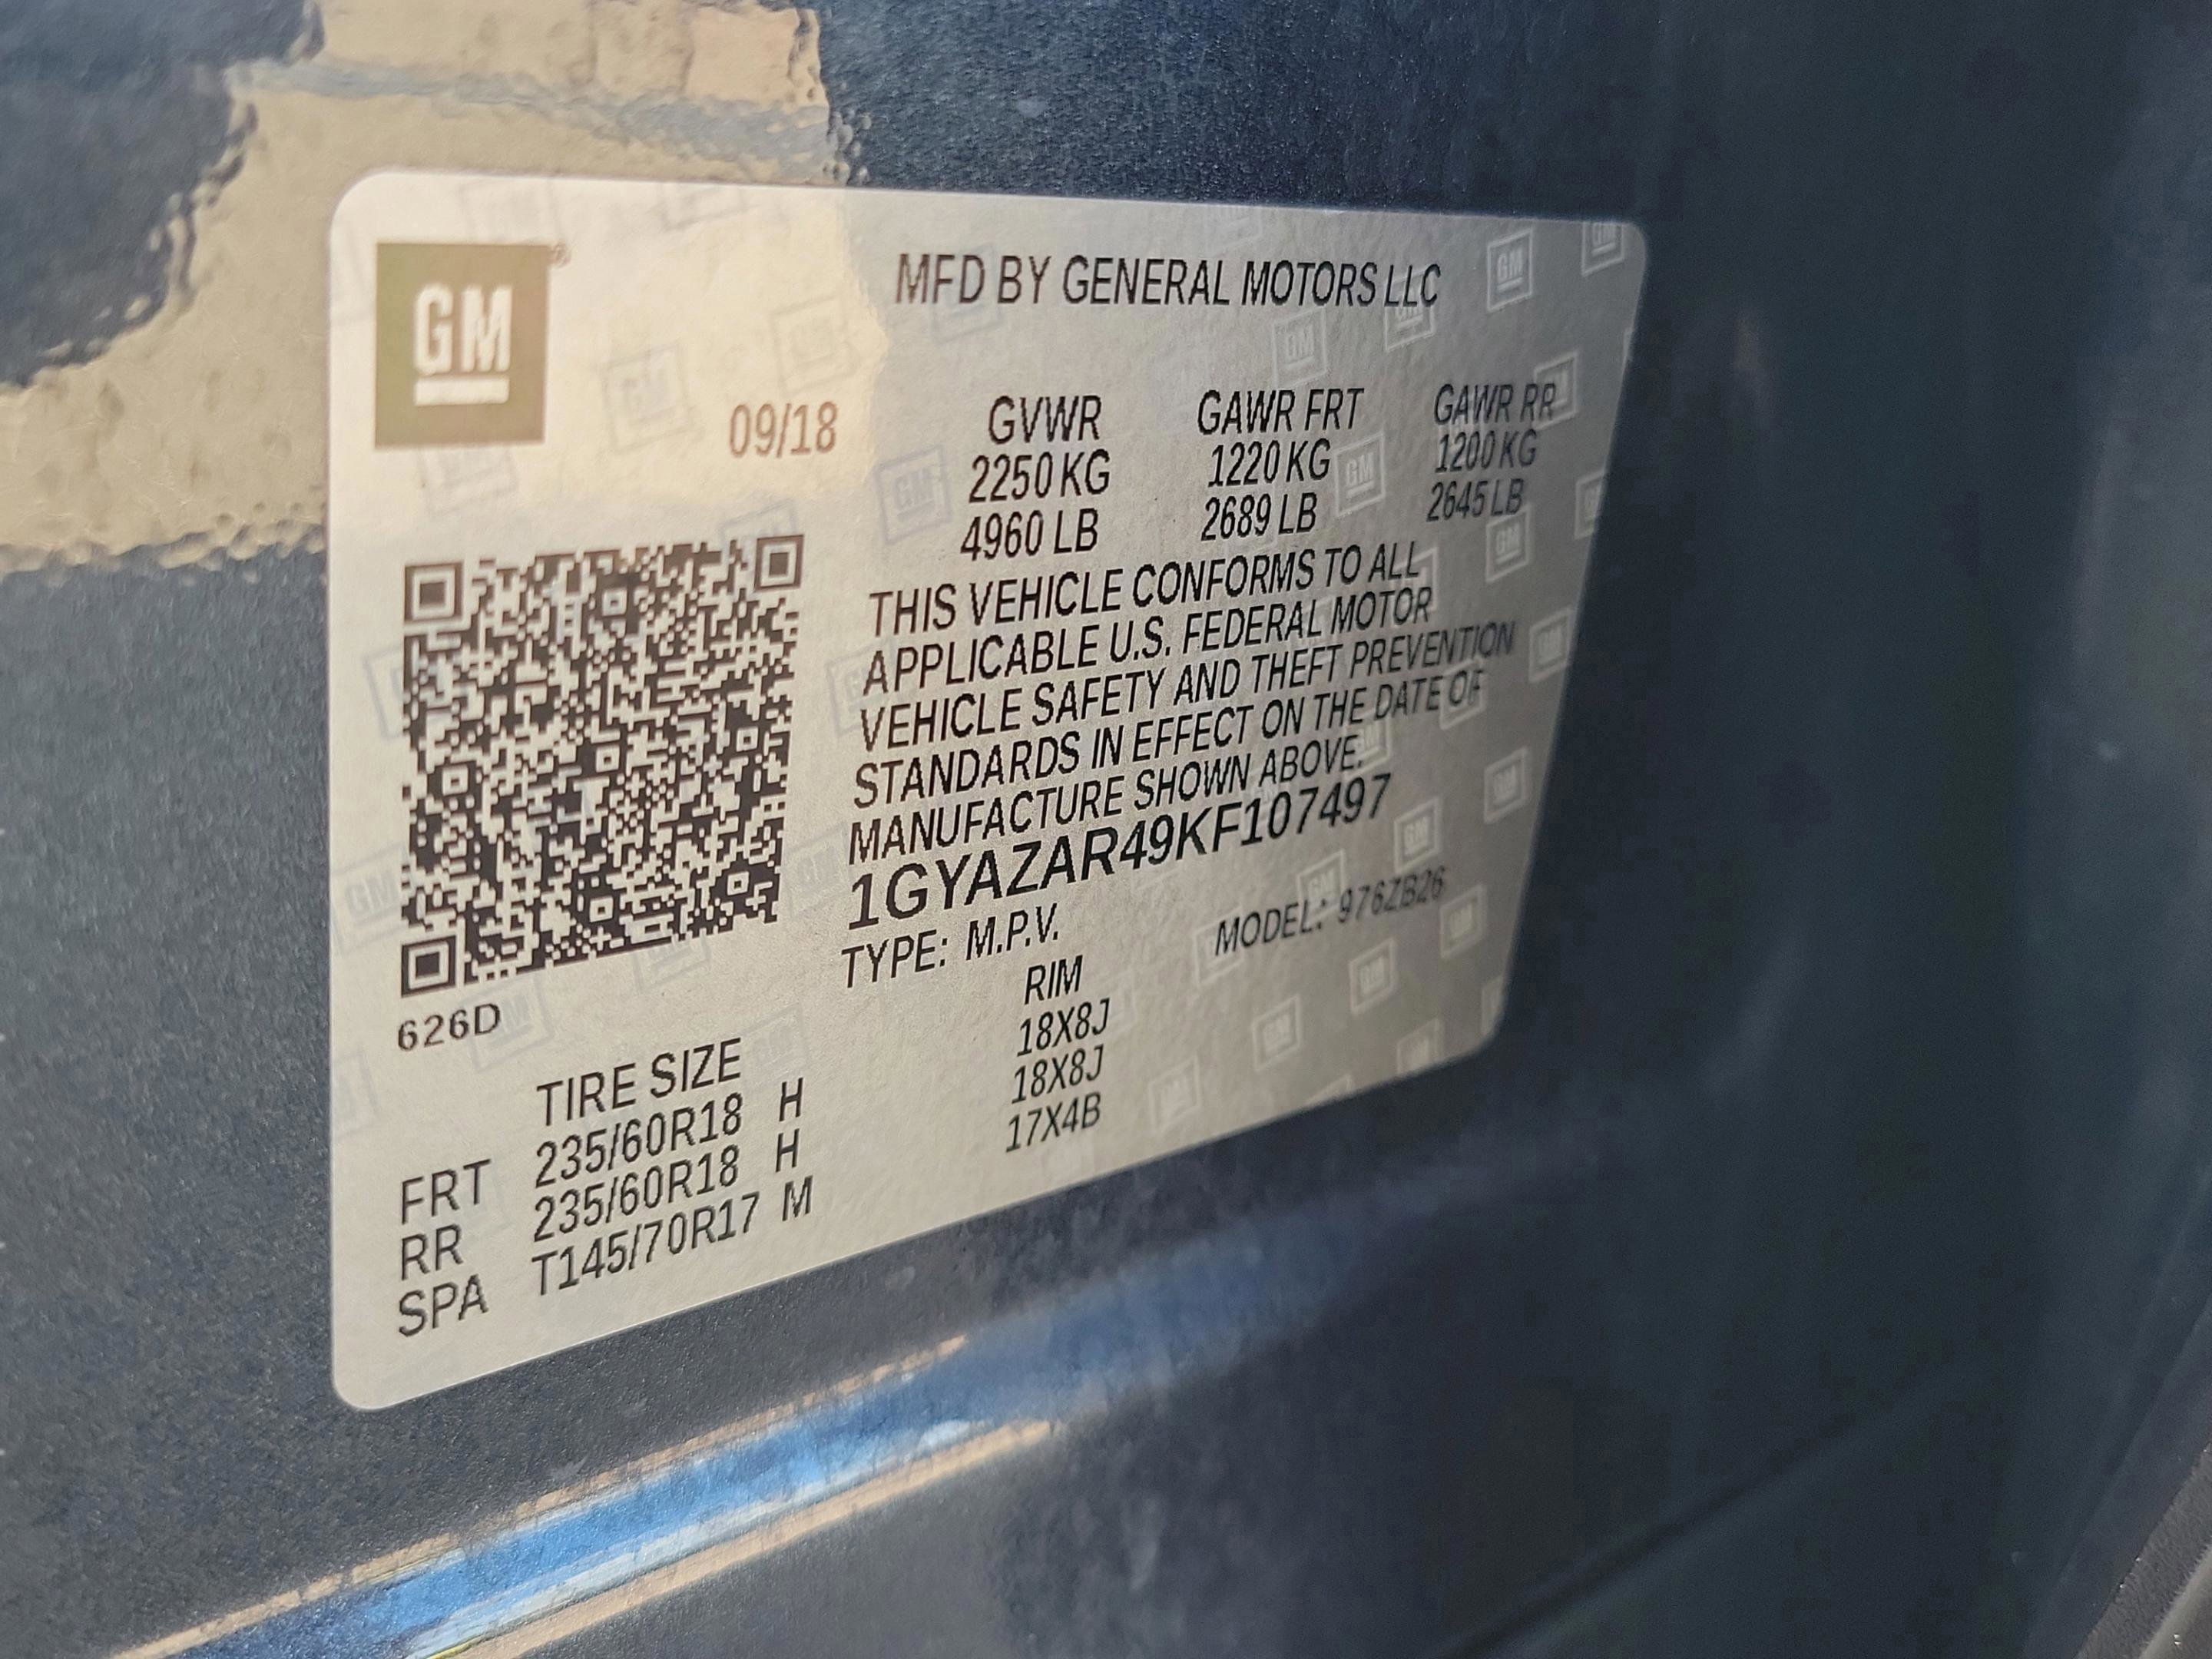 GM
MFD BY GENERAL MOTORS LLC
09/18
GVWR GAWR FRT GAWR RR
2250 KG 1220 KG 1200 KG
4960 LB 2689 LB 2645 LB
THIS VEHICLE CONFORMS TO ALL
APPLICABLE U.S. FEDERAL MOTOR
VEHICLE SAFETY AND THEFT PREVENTION
STANDARDS IN EFFECT ON THE DATE OF
MANUFACTURE SHOWN ABOVE.
1GYAZAR49KF107497
TYPE: M.P.V. MODEL: 976ZB26
626D
TIRE SIZE RIM
FRT 235/60R18 H 18X8J
RR 235/60R18 H 18X8J
SPA T145/70R17 M 17X4B